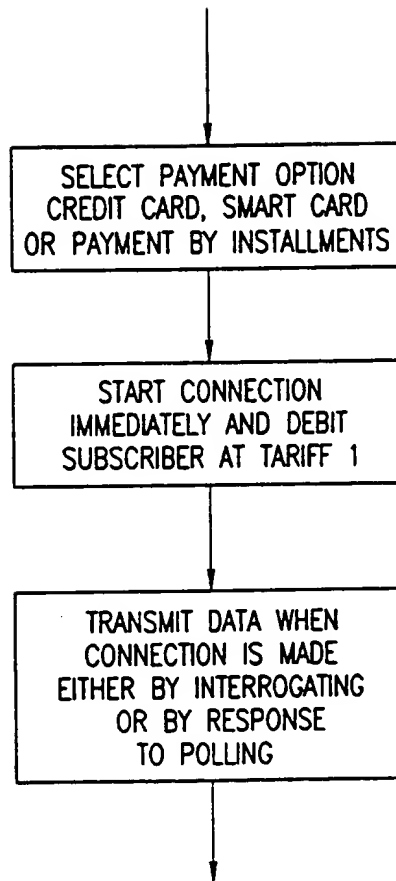 SELECT PAYMENT OPTION
CREDIT CARD, SMART CARD
OR PAYMENT BY INSTALLMENTS
START CONNECTION
IMMEDIATELY AND DEBIT
SUBSCRIBER AT TARIFF 1
TRANSMIT DATA WHEN
CONNECTION IS MADE
EITHER BY INTERROGATING
OR BY RESPONSE
TO POLLING